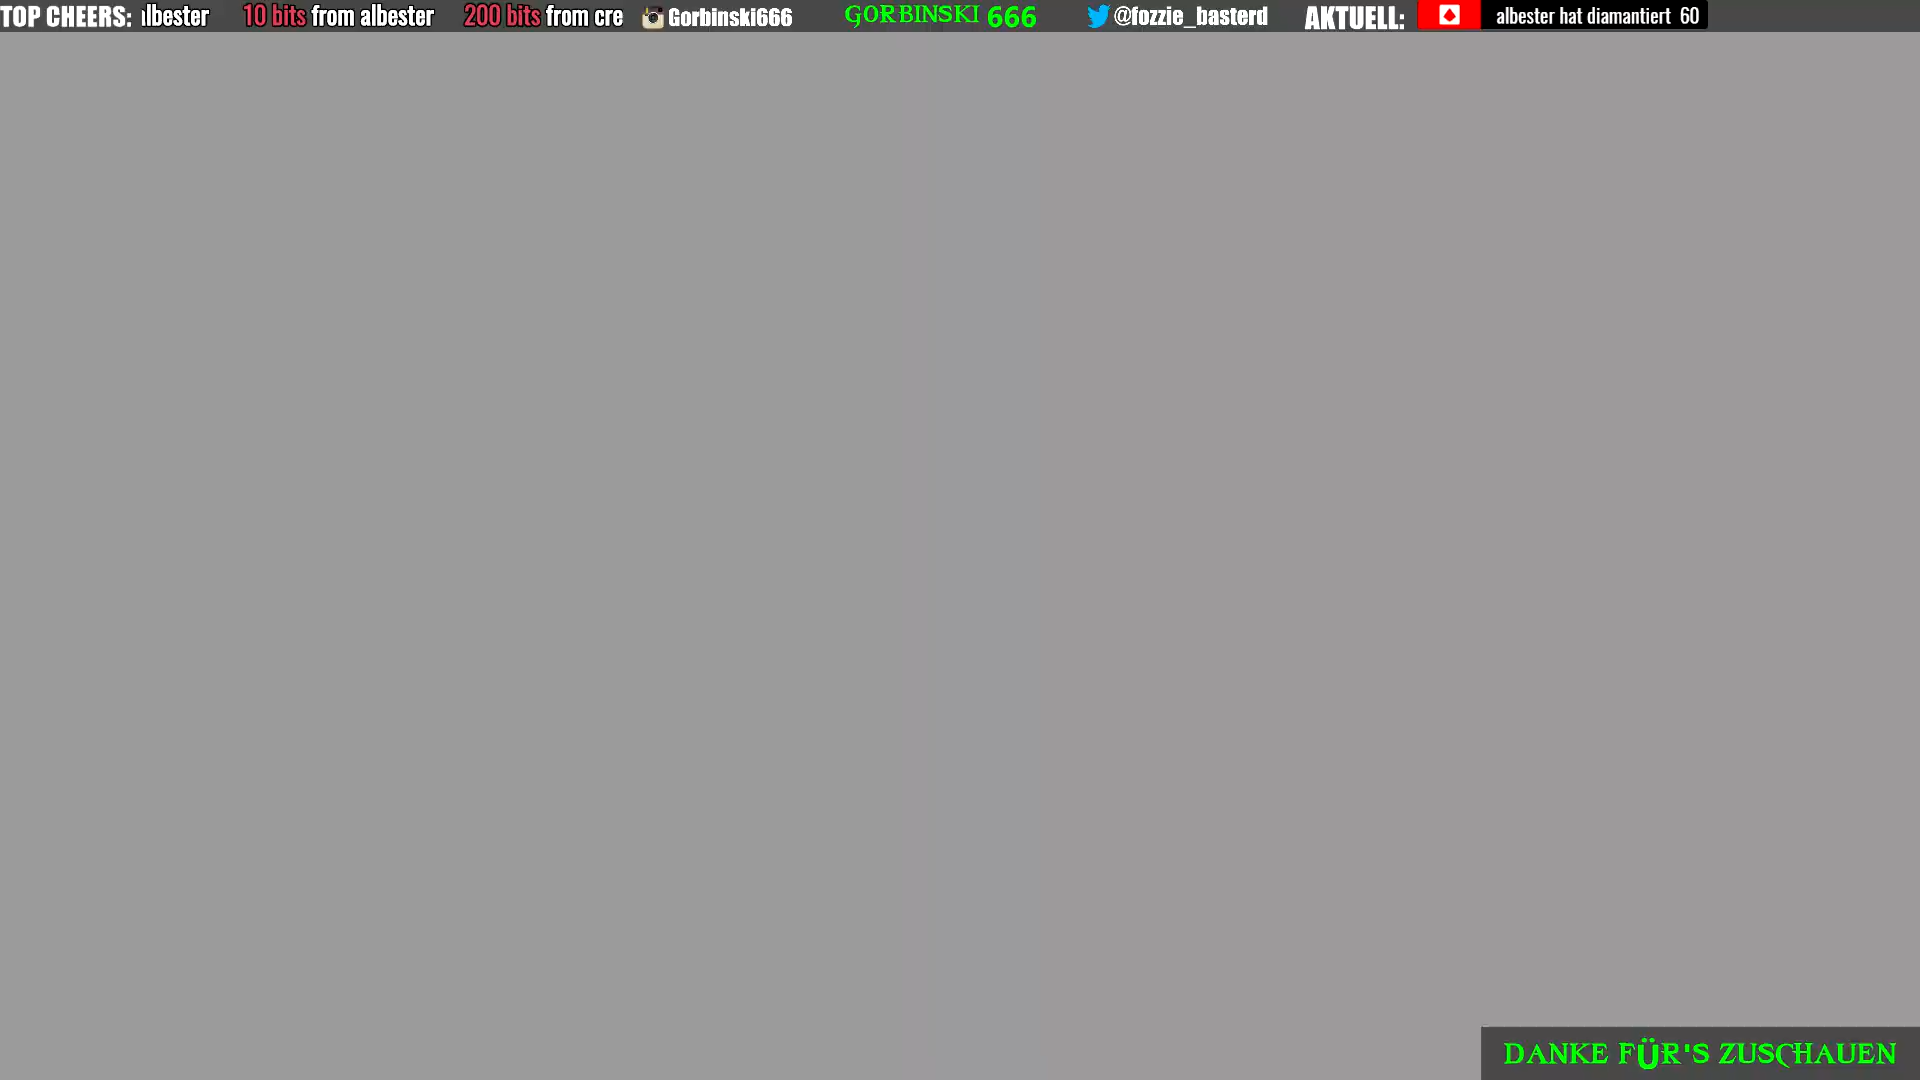 TOP CHEERS: lbester 10 bits from albester 200 bits from cre Gorbinski666 GORBINSKI 666 @fozzie_basterd AKTUELL: albester hat diamantiert 60
DANKE FÜR'S ZUSCHAUEN